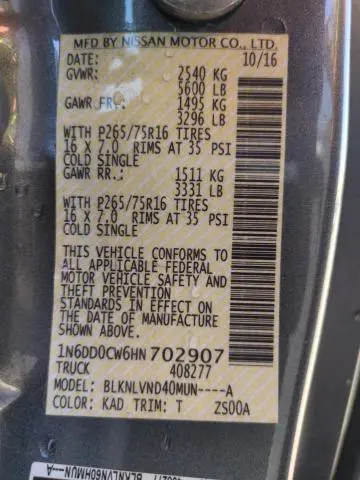 MFD BY NISSAN MOTOR CO., LTD.
DATE: 10/16
GVWR: 2540 KG
5600 LB
GAWR FR.: 1495 KG
3296 LB
WITH P265/75R16 TIRES
16 X 7.0 RIMS AT 35 PSI
COLD SINGLE
GAWR RR.: 1511 KG
3331 LB
WITH P265/75R16 TIRES
16 X 7.0 RIMS AT 35 PSI
COLD SINGLE
THIS VEHICLE CONFORMS TO
ALL APPLICABLE FEDERAL
MOTOR VEHICLE SAFETY
STANDARDS IN EFFECT ON
THE DATE OF MANUFACTURE
SHOWN ABOVE.
1N6DD0CW6HN702907
TRUCK 408277
MODEL: BLKNLVND40MUN----A
COLOR: KAD TRIM: T ZS00A
BLKNLVN60HMMUN---A